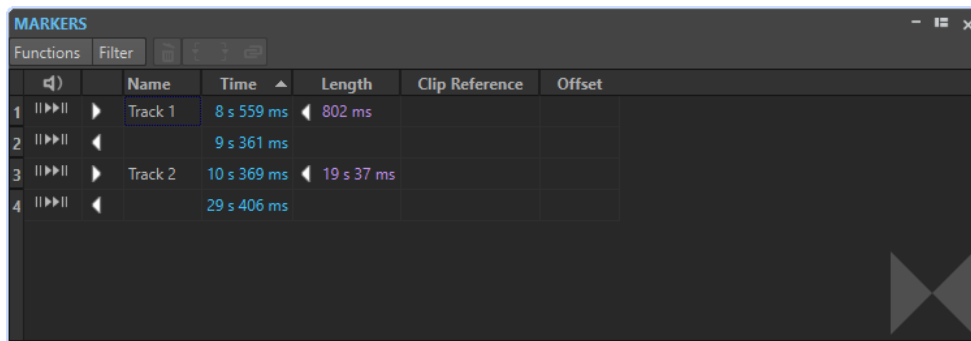 MARKERS
Functions Filter
Name Time Length Clip Reference Offset
1 Track 1 8 s 559 ms 802 ms
2 9 s 361 ms
3 Track 2 10 s 369 ms 19 s 37 ms
4 29 s 406 ms